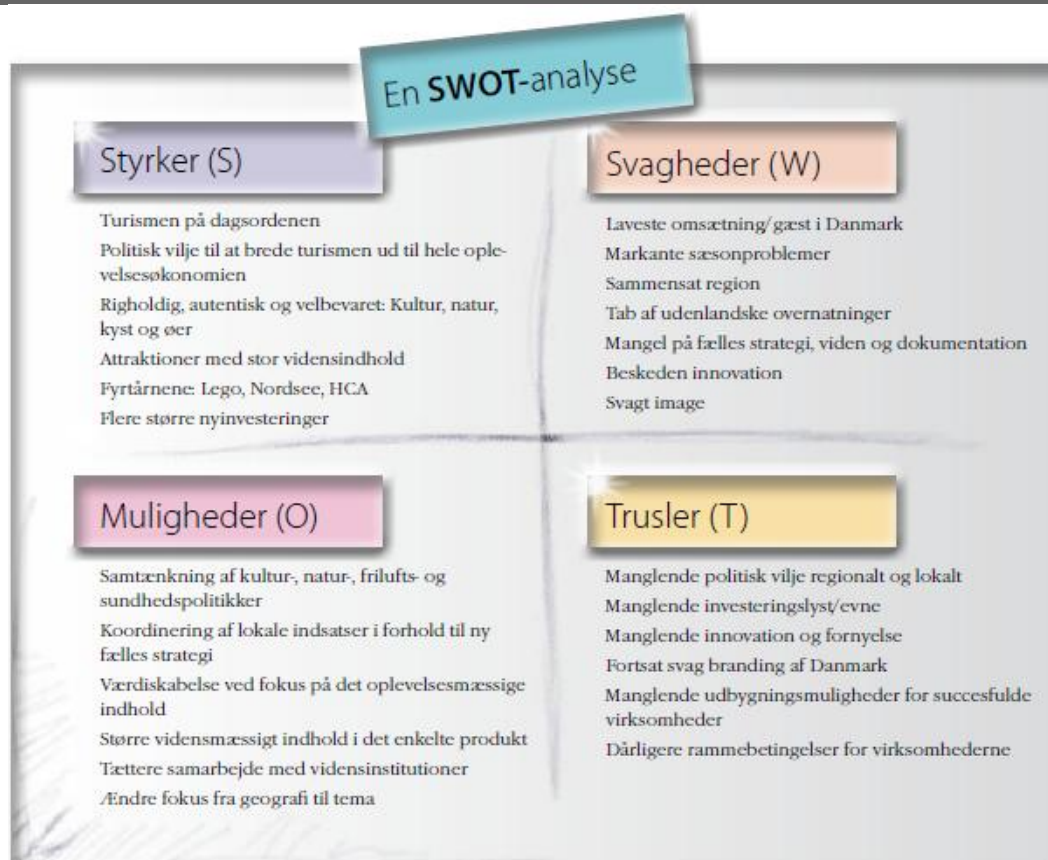 En SWOT-analyse
Styrker (S)
Turismen på dagsordenen
Politisk vilje til at brede turismen ud til hele ople-
velsesøkonomien
Righoldig, autentisk og velbevaret: Kultur, natur,
kyst og øer
Attraktioner med stor vidensindhold
Fyrtårnene: Lego, Nordsee, HCA
Flere større nyinvesteringer
Svagheder (W)
Laveste omsætning/gæst i Danmark
Markante sæsonproblemer
Sammensat region
Tab af udenlandske overnatninger
Mangel på fælles strategi, viden og dokumentation
Beskeden innovation
Svagt image
Muligheder (O)
Samtænkning af kultur-, natur-, frilufts- og
sundhedspolitikker
Koordinering af lokale indsatser i forhold til ny
fælles strategi
Værdiskabelse ved fokus på det oplevelsesmæssige
indhold
Større vidensmæssigt indhold i det enkelte produkt
Tættere samarbejde med vidensinstitutioner
Ændre fokus fra geografi til tema
Trusler (T)
Manglende politisk vilje regionalt og lokalt
Manglende investeringslyst/evne
Manglende innovation og fornyelse
Fortsat svag branding af Danmark
Manglende udbygningsmuligheder for succesfulde
virksomheder
Dårligere rammebetingelser for virksomhederne